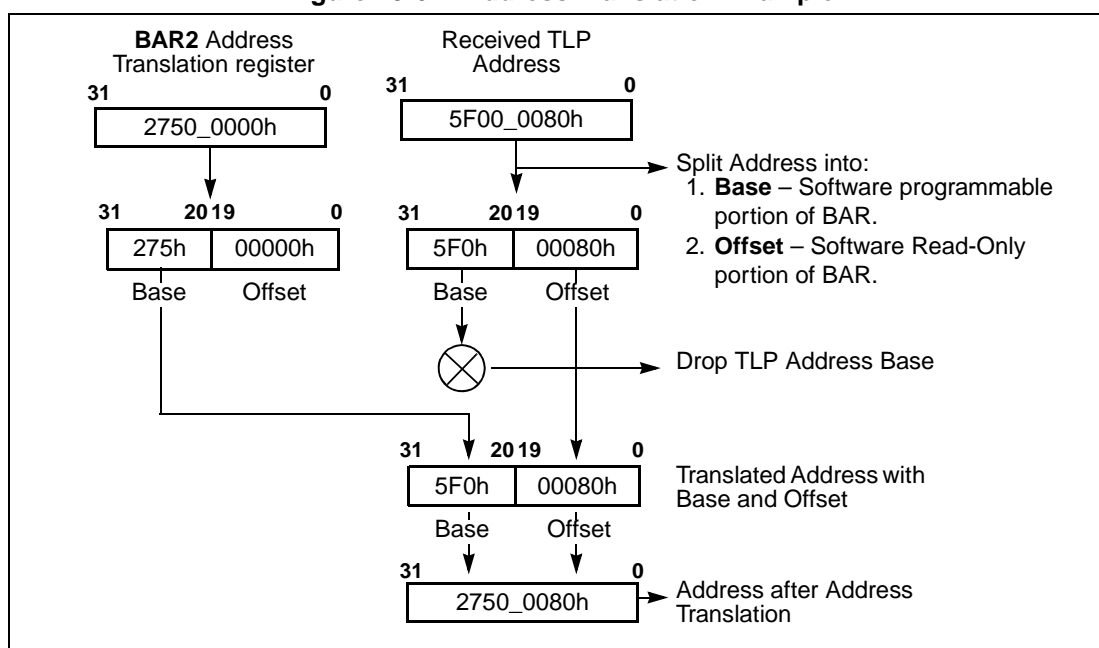 BAR2 Address
Translation register
31 0
2750_0000h
31 20 19 0
275h 00000h
Base Offset
Received TLP
Address
31 0
5F00_0080h
31 20 19 0
5F0h 00080h
Base Offset
Split Address into:
1. Base – Software programmable
portion of BAR.
2. Offset – Software Read-Only
portion of BAR.
Drop TLP Address Base
31 20 19 0
5F0h 00080h
Base Offset
Translated Address with
Base and Offset
31 0
2750_0080h
Address after Address
Translation